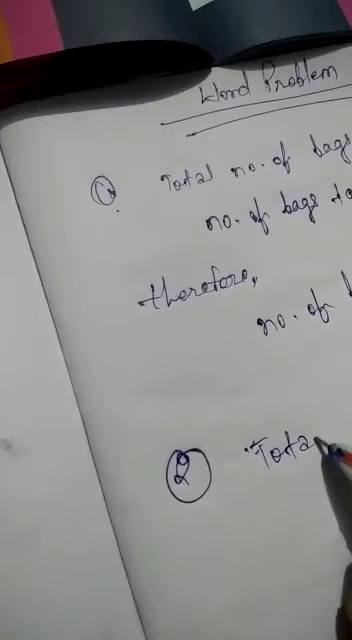 Word Problem
① Total no. of bags
no. of bags to
therefore,
no. of
② Tota